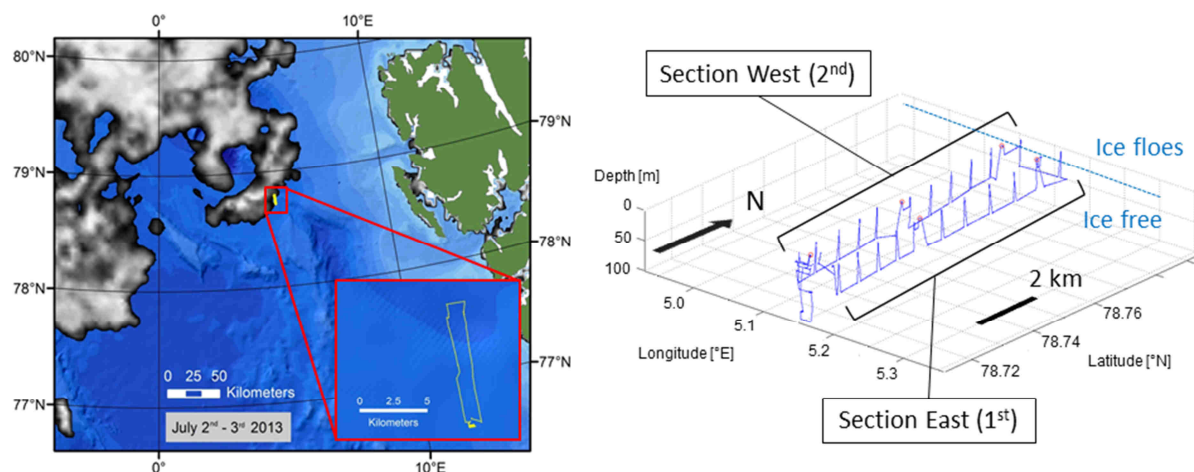 0°
10°E
80°N
79°N
78°N
77°N
79°N
78°N
77°N
0 25 50
Kilometers
July 2nd - 3rd 2013
0 2.5 5
Kilometers
0°
10°E
Section West (2nd)
Ice floes
Ice free
Depth [m]
0
50
100
N
2 km
5.0
5.1
5.2
5.3
Longitude [°E]
78.76
78.74
78.72
Latitude [°N]
Section East (1st)